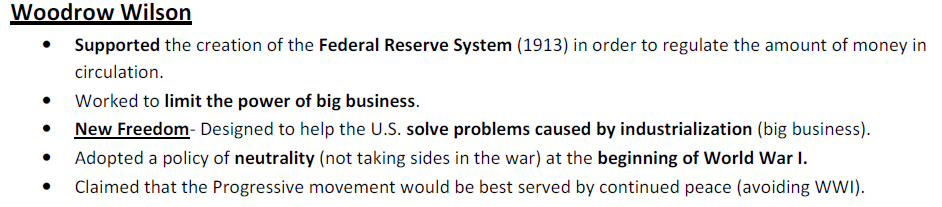 Woodrow Wilson
• Supported the creation of the Federal Reserve System (1913) in order to regulate the amount of money in
circulation.
• Worked to limit the power of big business.
• New Freedom- Designed to help the U.S. solve problems caused by industrialization (big business).
• Adopted a policy of neutrality (not taking sides in the war) at the beginning of World War I.
• Claimed that the Progressive movement would be best served by continued peace (avoiding WWI).